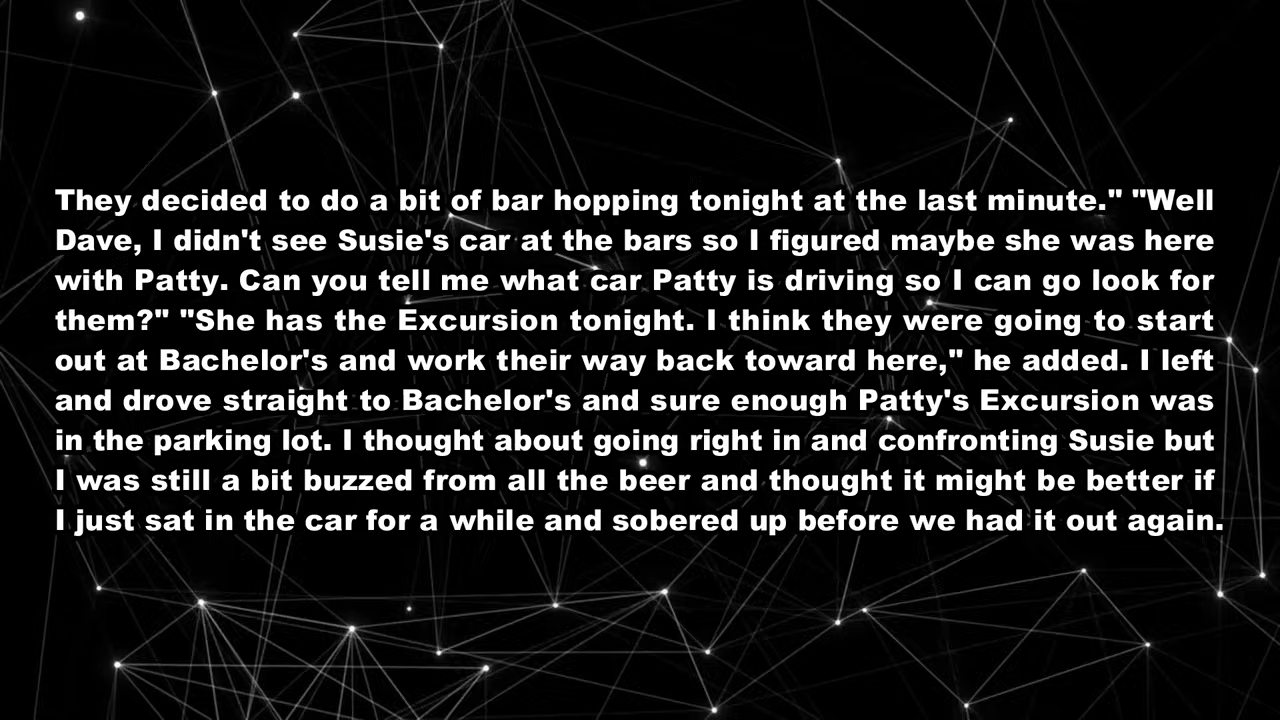 They decided to do a bit of bar hopping tonight at the last minute." "Well
Dave, I didn't see Susie's car at the bars so I figured maybe she was here
with Patty. Can you tell me what car Patty is driving so I can go look for
them?" "She has the Excursion tonight. I think they were going to start
out at Bachelor's and work their way back toward here," he added. I left
and drove straight to Bachelor's and sure enough Patty's Excursion was
in the parking lot. I thought about going right in and confronting Susie but
I was still a bit buzzed from all the beer and thought it might be better if
I just sat in the car for a while and sobered up before we had it out again.